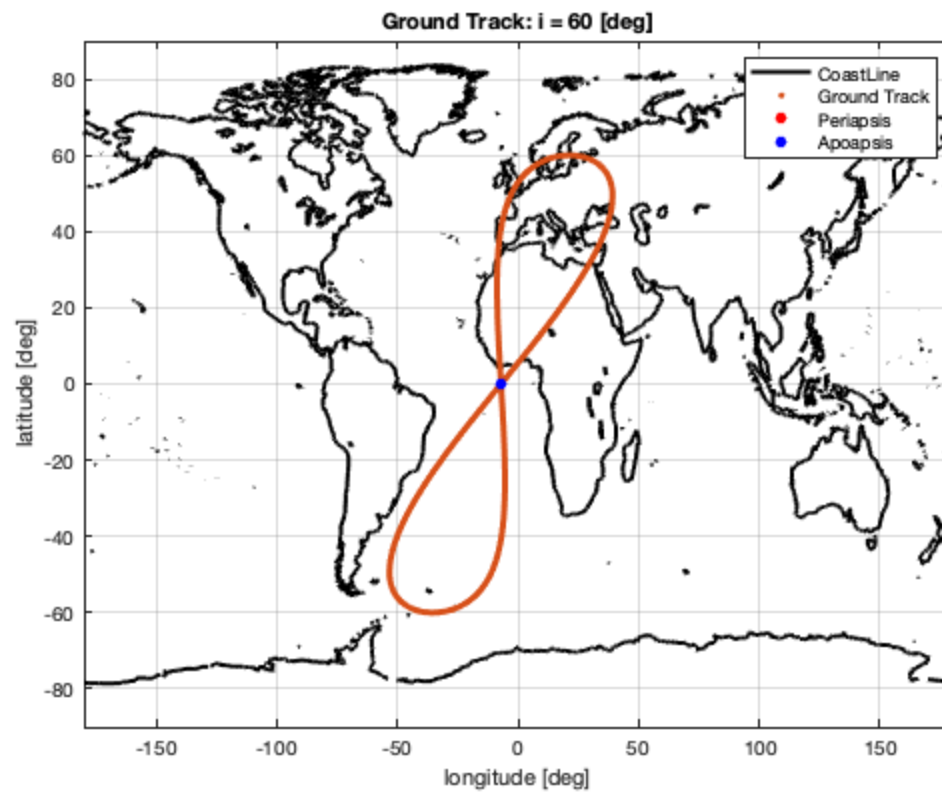 Ground Track: i = 60 [deg]
CoastLine
Ground Track
Periapsis
Apoapsis
80
60
40
20
0
-20
-40
-60
-80
latitude [deg]
-150
-100
-50
0
50
100
150
longitude [deg]